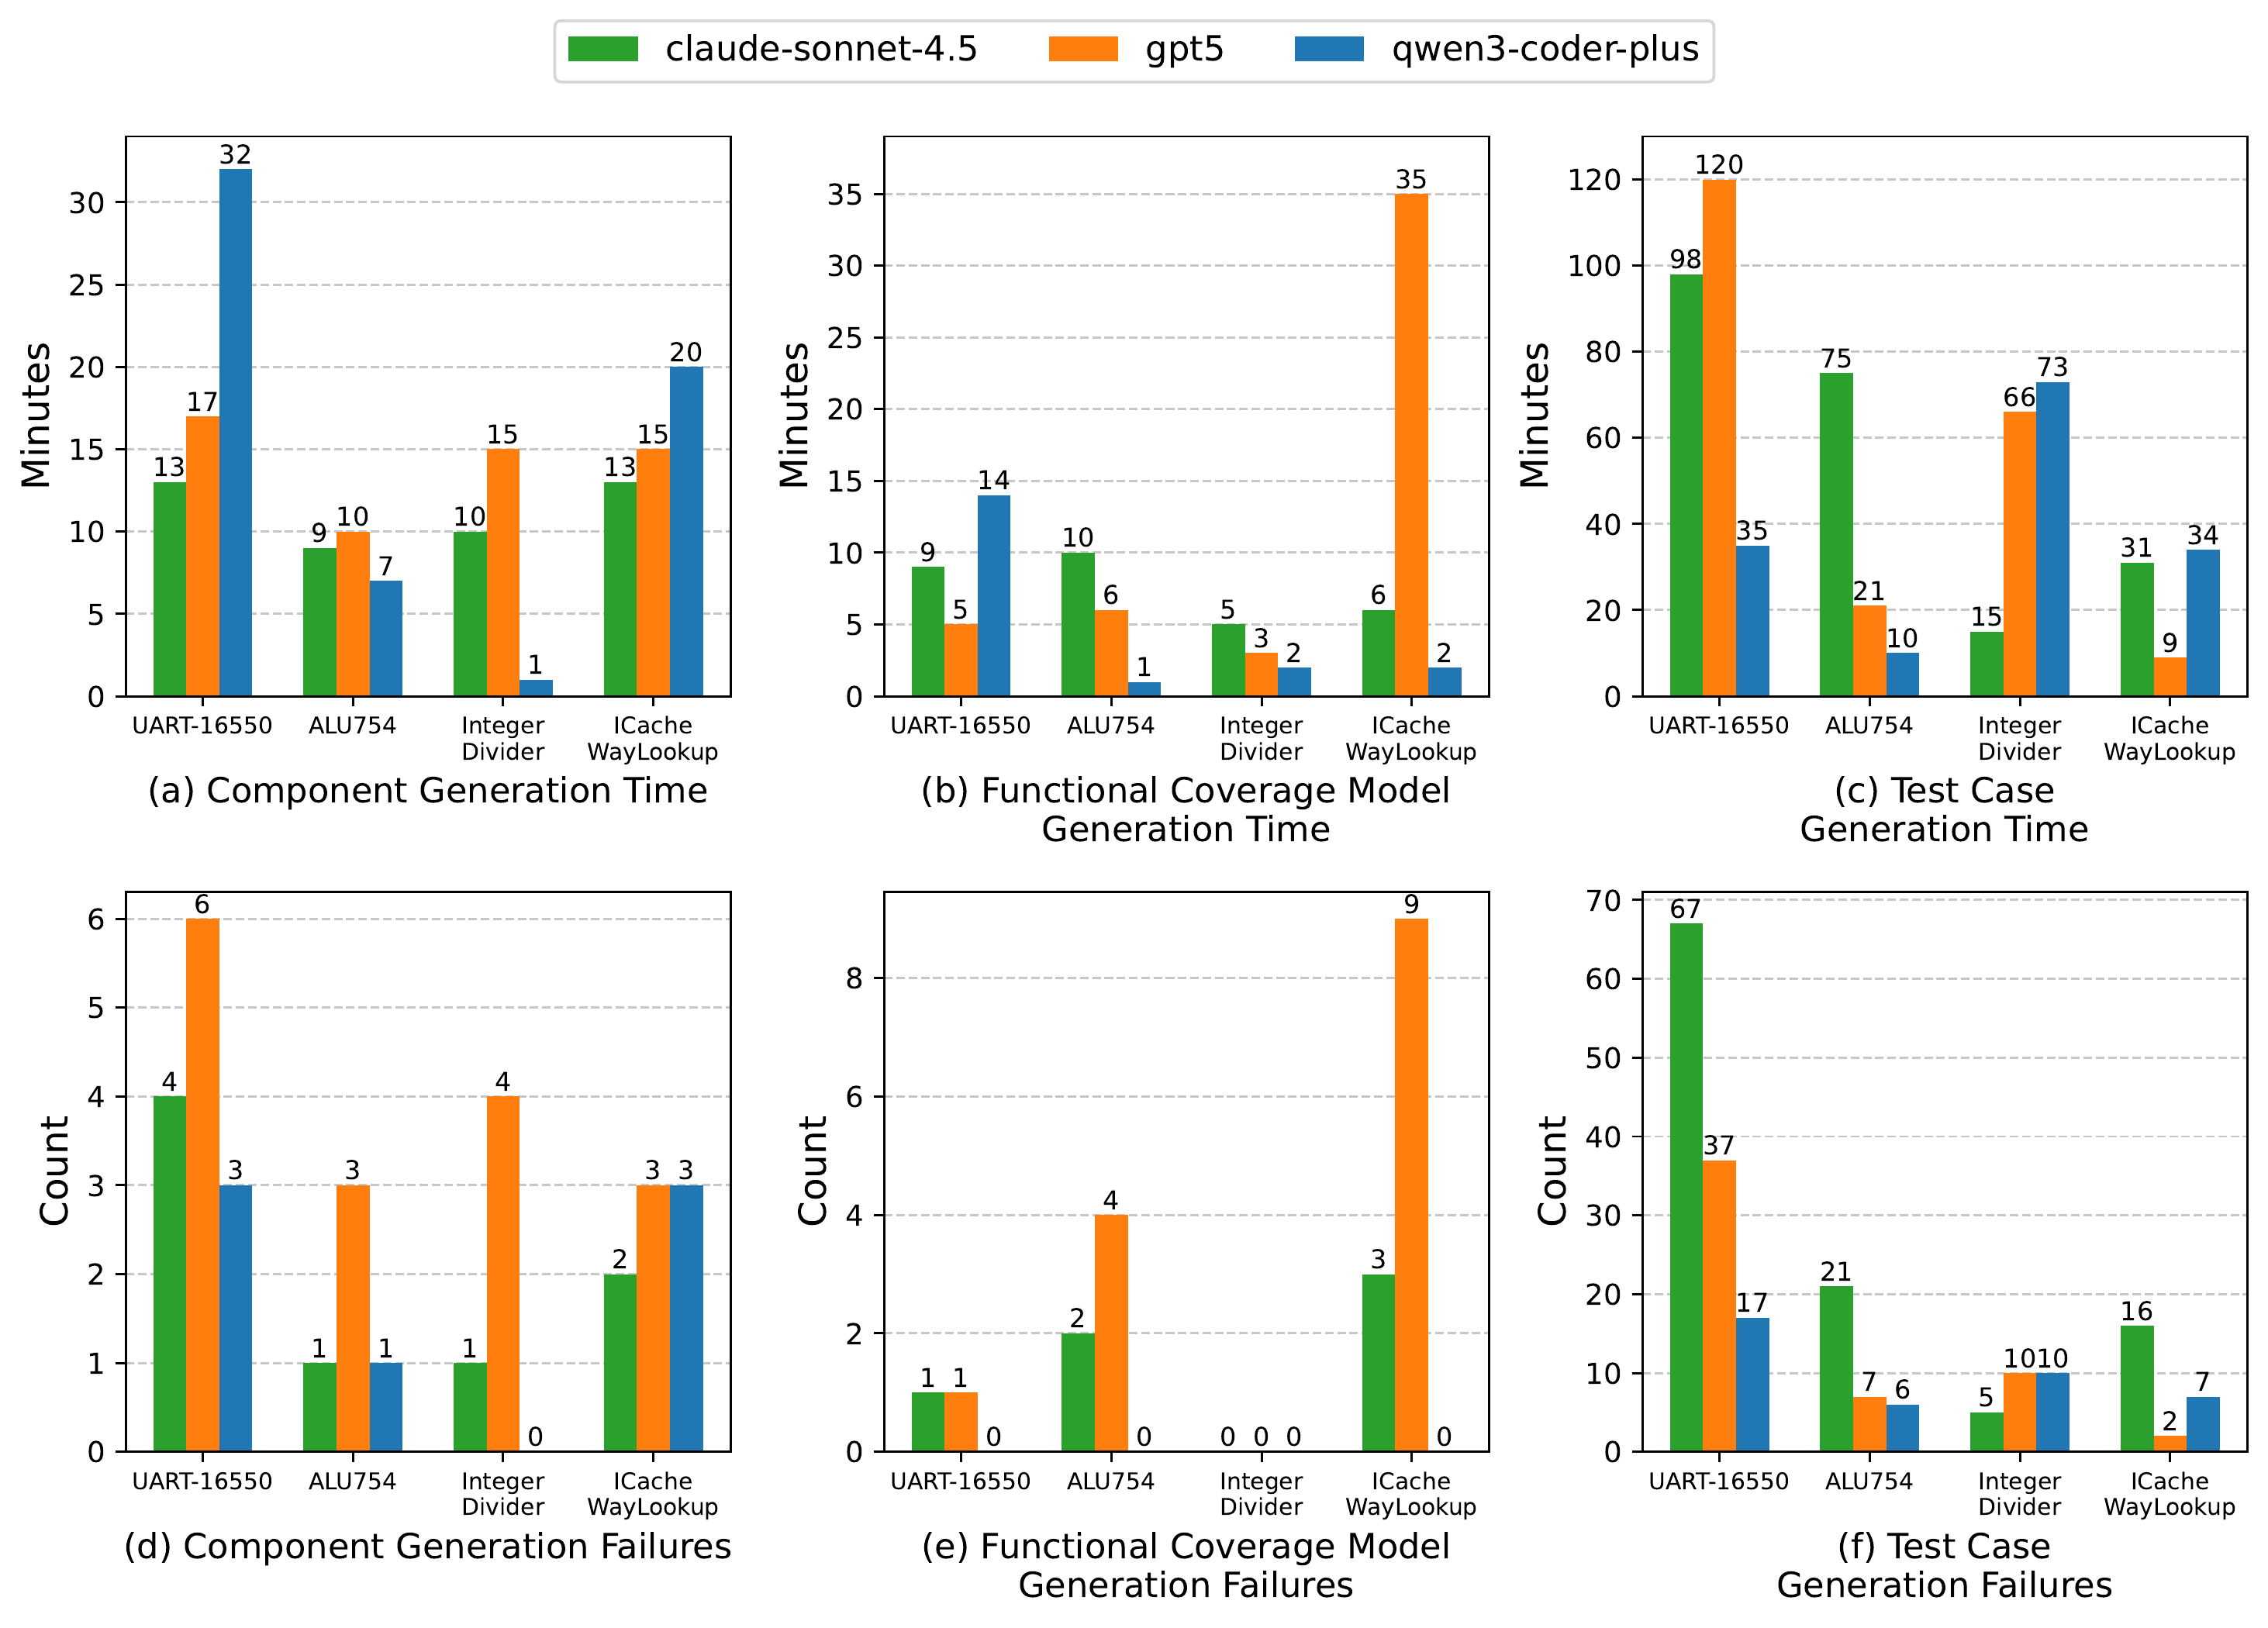 claude-sonnet-4.5 gpt5 qwen3-coder-plus
Minutes
0 5 10 15 20 25 30
13 17 32 9 10 7 10 15 1 13 15 20
UART-16550 ALU754 Integer Divider ICache WayLookup
(a) Component Generation Time
Minutes
0 5 10 15 20 25 30 35
9 5 14 10 6 1 5 3 2 6 35 2
UART-16550 ALU754 Integer Divider ICache WayLookup
(b) Functional Coverage Model
Generation Time
Minutes
0 20 40 60 80 100 120
98 120 35 75 21 10 15 66 73 31 9 34
UART-16550 ALU754 Integer Divider ICache WayLookup
(c) Test Case
Generation Time
Count
0 1 2 3 4 5 6
4 6 3 1 3 1 1 4 0 2 3 3
UART-16550 ALU754 Integer Divider ICache WayLookup
(d) Component Generation Failures
Count
0 2 4 6 8
1 1 0 2 4 0 0 0 0 3 9 0
UART-16550 ALU754 Integer Divider ICache WayLookup
(e) Functional Coverage Model
Generation Failures
Count
0 10 20 30 40 50 60 70
67 37 17 21 7 6 5 10 10 16 2 7
UART-16550 ALU754 Integer Divider ICache WayLookup
(f) Test Case
Generation Failures